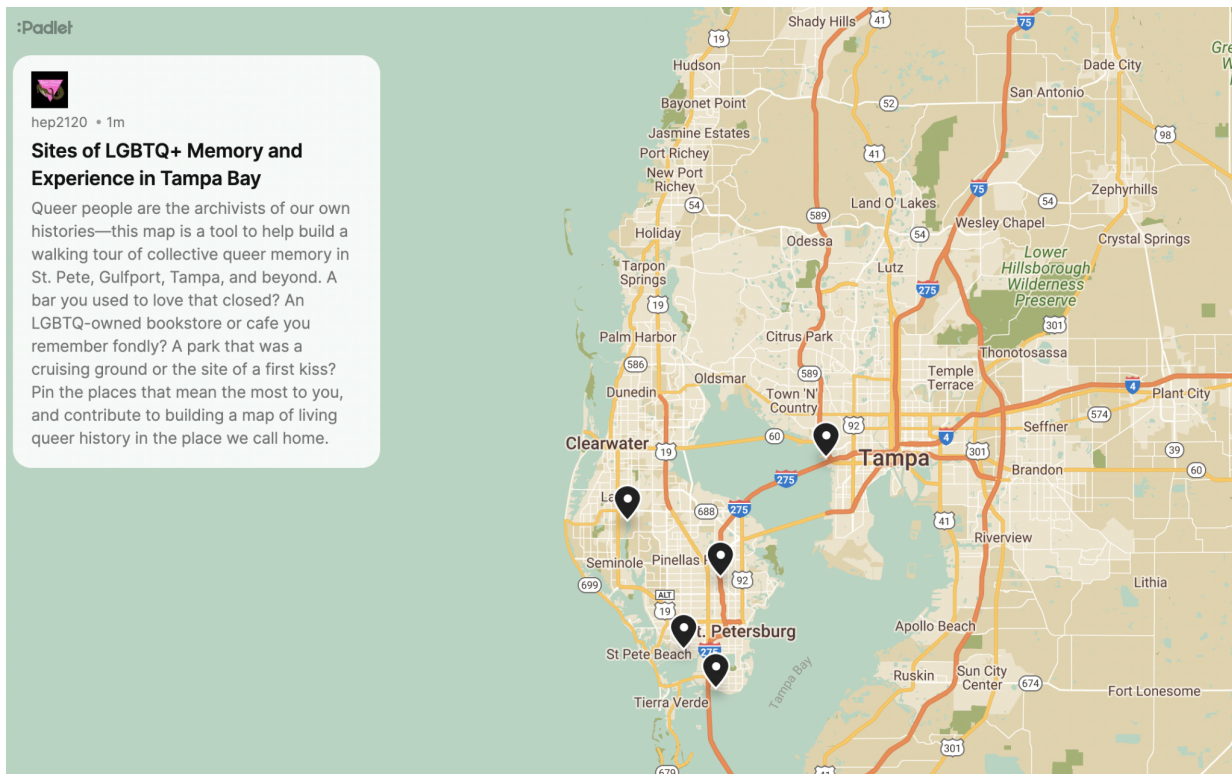 :Padlet
hep2120 • 1m
Sites of LGBTQ+ Memory and
Experience in Tampa Bay
Queer people are the archivists of our own
histories—this map is a tool to help build a
walking tour of collective queer memory in
St. Pete, Gulfport, Tampa, and beyond. A
bar you used to love that closed? An
LGBTQ-owned bookstore or cafe you
remember fondly? A park that was a
cruising ground or the site of a first kiss?
Pin the places that mean the most to you,
and contribute to building a map of living
queer history in the place we call home.
Shady Hills
41
75
19
Hudson
Dade City
San Antonio
Bayonet Point
52
Jasmine Estates
98
Port Richey
41
New Port
Richey
75
Zephyrhills
54
54
Land O' Lakes
589
Wesley Chapel
Holiday
54
Odessa
Crystal Springs
Lower
Hillsborough
Wilderness
Preserve
Tarpon
Springs
Lutz
275
19
301
Palm Harbor
Citrus Park
Thonotosassa
586
589
Temple
Terrace
Oldsmar
4
Dunedin
Town 'N'
Country
Plant City
574
92
Seffner
60
4
Clearwater
19
301
39
Tampa
Brandon
60
275
688
275
41
Riverview
Seminole
Pinellas
699
92
Lithia
ALT
19
Apollo Beach
St. Petersburg
St Pete Beach
275
Tampa Bay
Ruskin
Sun City
Center
674
Fort Lonesome
Tierra Verde
301
679
41